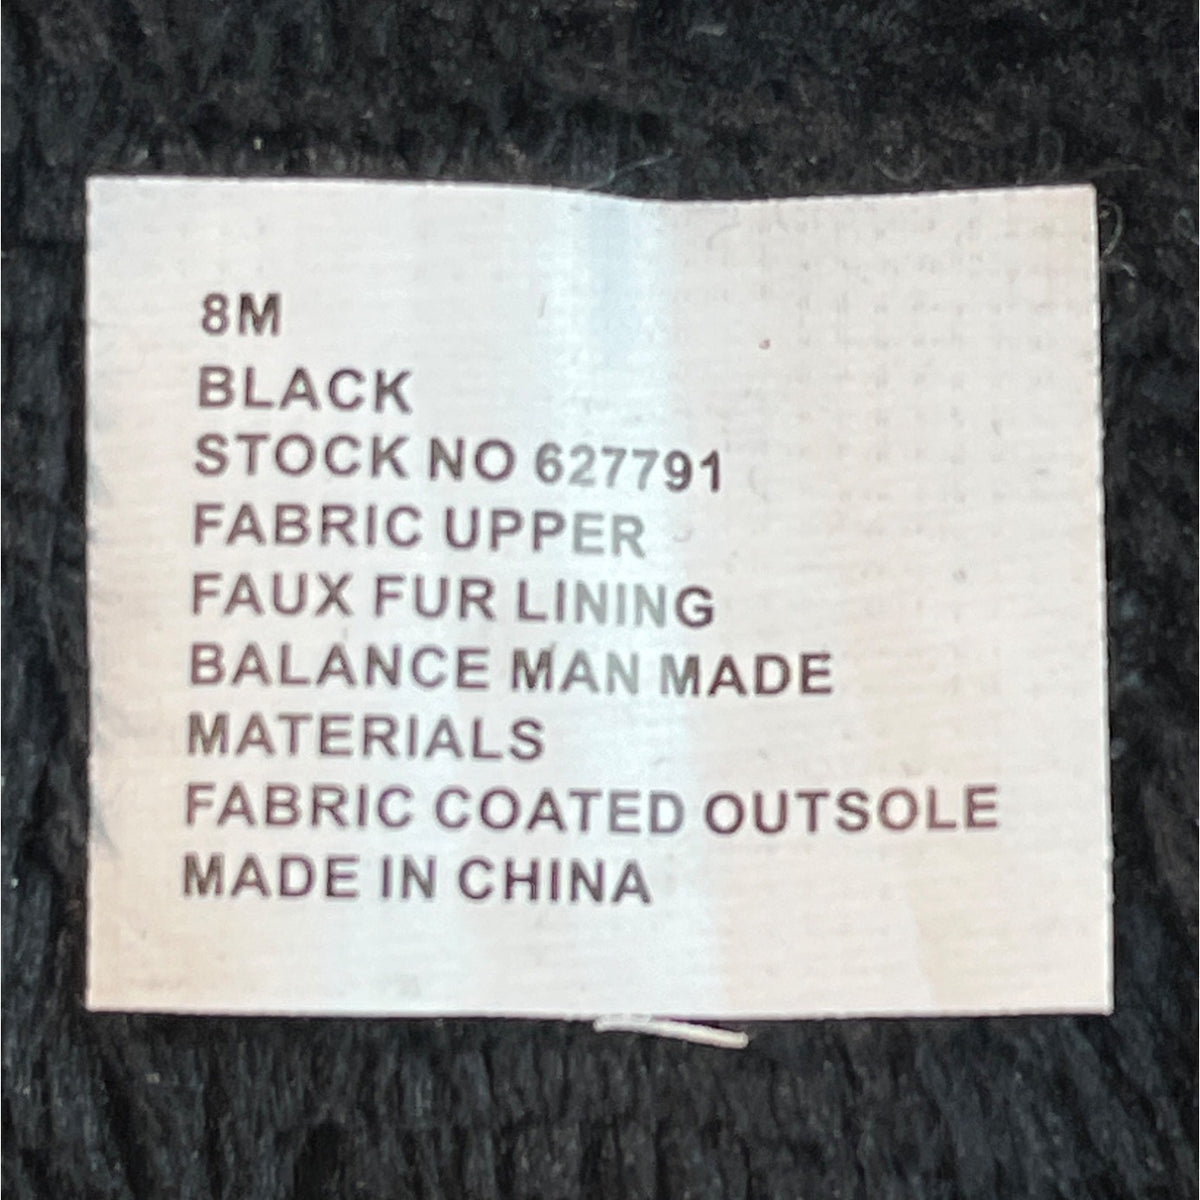 8M
BLACK
STOCK NO 627791
FABRIC UPPER
FAUX FUR LINING
BALANCE MAN MADE
MATERIALS
FABRIC COATED OUTSOLE
MADE IN CHINA